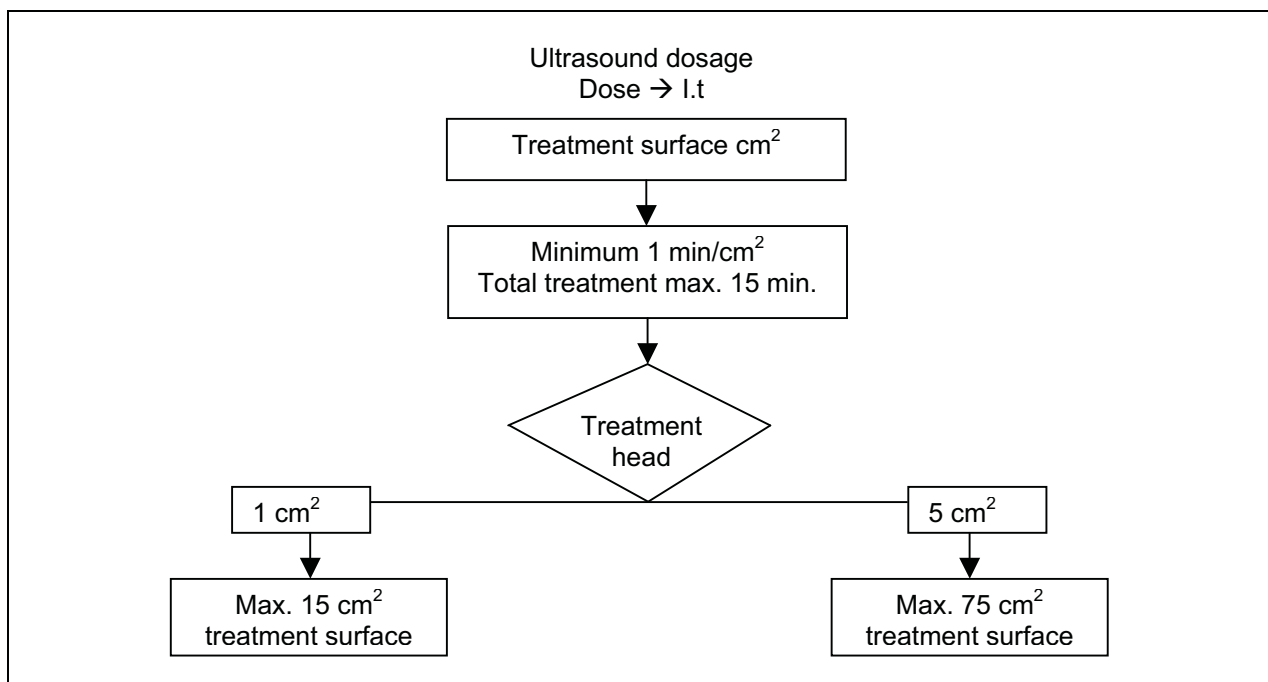 Ultrasound dosage
Dose → I.t
Treatment surface cm²
Minimum 1 min/cm²
Total treatment max. 15 min.
Treatment
head
1 cm²
5 cm²
Max. 15 cm²
treatment surface
Max. 75 cm²
treatment surface